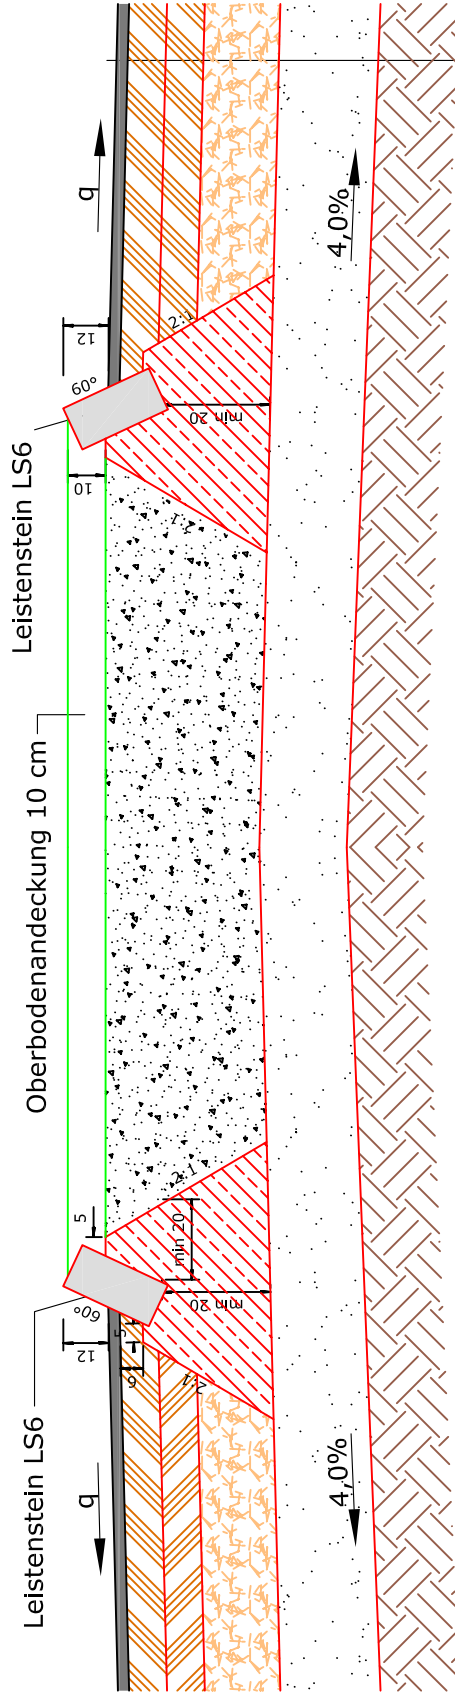 Leistenstein LS6
Oberbodenandeckung 10 cm
Leistenstein LS6
q
12
60°
5
5
6
2:1
min 20
min 20
2:1
10
2:1
60°
12
min 20
2:1
q
4,0%
4,0%